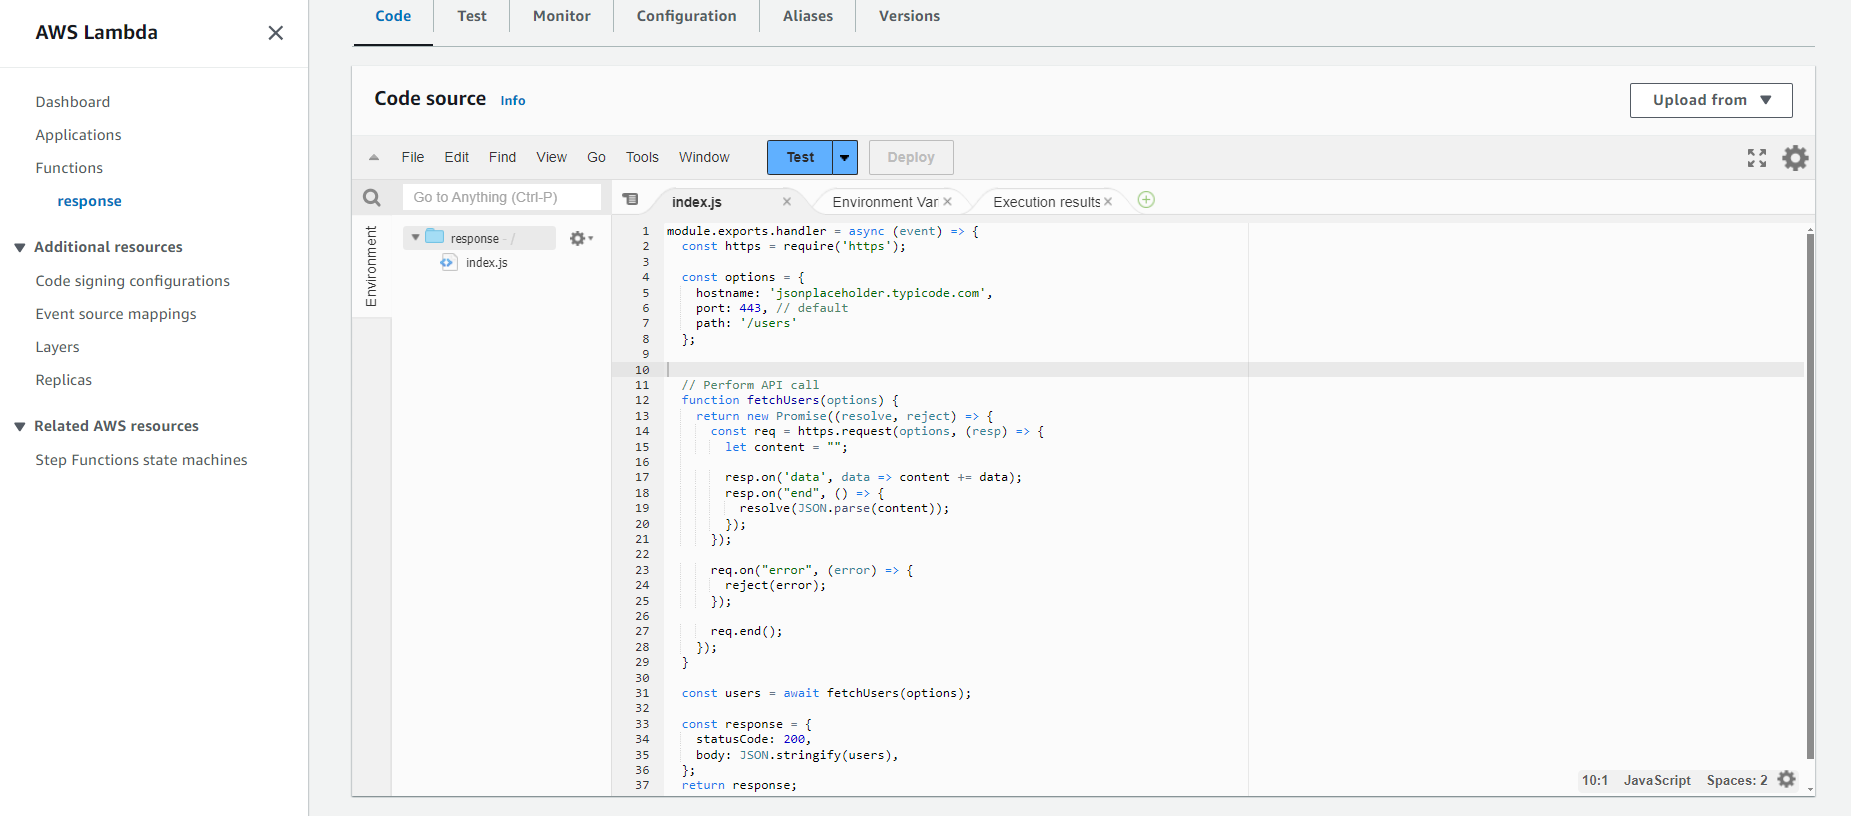 AWS Lambda
Dashboard
Applications
Functions
response
Additional resources
Code signing configurations
Event source mappings
Layers
Replicas
Related AWS resources
Step Functions state machines
Code Test Monitor Configuration Aliases Versions
Code source Info
Upload from
File Edit Find View Go Tools Window Test Deploy
Go to Anything (Ctrl-P)
index.js Environment Var Execution results
Environment
response - /
index.js
1 module.exports.handler = async (event) => {
2 const https = require('https');
3
4 const options = {
5 hostname: 'jsonplaceholder.typicode.com',
6 port: 443, // default
7 path: '/users'
8 };
9
10
11 // Perform API call
12 function fetchUsers(options) {
13 return new Promise((resolve, reject) => {
14 const req = https.request(options, (resp) => {
15 let content = "";
16
17 resp.on('data', data => content += data);
18 resp.on("end", () => {
19 resolve(JSON.parse(content));
20 });
21 });
22
23 req.on("error", (error) => {
24 reject(error);
25 });
26
27 req.end();
28 });
29 }
30
31 const users = await fetchUsers(options);
32
33 const response = {
34 statusCode: 200,
35 body: JSON.stringify(users),
36 };
37 return response;
10:1 JavaScript Spaces: 2